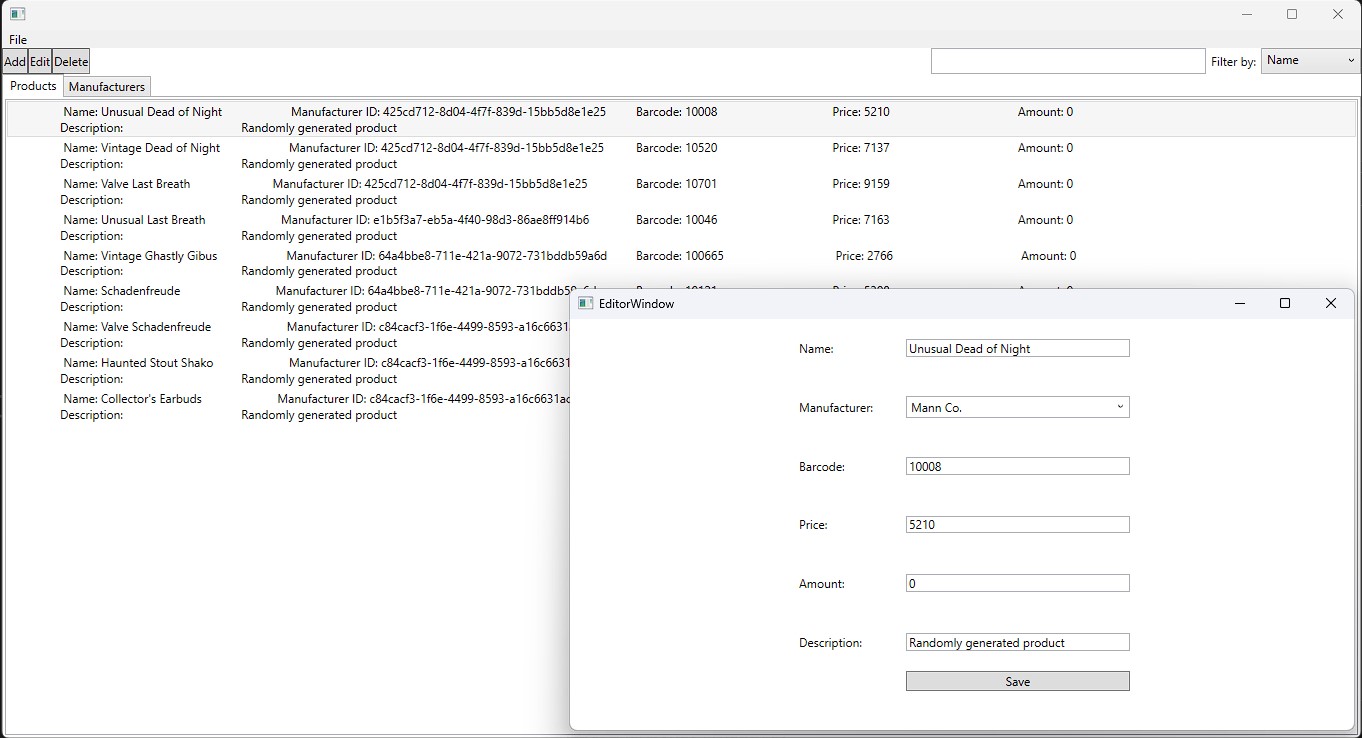 File
Add Edit Delete Filter by: Name
Products Manufacturers
Name: Unusual Dead of Night Manufacturer ID: 425cd712-8d04-4f7f-839d-15bb5d8e1e25 Barcode: 10008 Price: 5210 Amount: 0
Description: Randomly generated product
Name: Vintage Dead of Night Manufacturer ID: 425cd712-8d04-4f7f-839d-15bb5d8e1e25 Barcode: 10520 Price: 7137 Amount: 0
Description: Randomly generated product
Name: Valve Last Breath Manufacturer ID: 425cd712-8d04-4f7f-839d-15bb5d8e1e25 Barcode: 10701 Price: 9159 Amount: 0
Description: Randomly generated product
Name: Unusual Last Breath Manufacturer ID: e1b5f3a7-eb5a-4f40-98d3-86ae8ff914b6 Barcode: 10046 Price: 7163 Amount: 0
Description: Randomly generated product
Name: Vintage Ghastly Gibus Manufacturer ID: 64a4bbe8-711e-421a-9072-731bddb59a6d Barcode: 100665 Price: 2766 Amount: 0
Description: Randomly generated product
Name: Schadenfreude Manufacturer ID: 64a4bbe8-711e-421a-9072-731bddb59a6d
Description: Randomly generated product
Name: Valve Schadenfreude Manufacturer ID: c84cacf3-1f6e-4499-8593-a16c6631
Description: Randomly generated product
Name: Haunted Stout Shako Manufacturer ID: c84cacf3-1f6e-4499-8593-a16c6631
Description: Randomly generated product
Name: Collector's Earbuds Manufacturer ID: c84cacf3-1f6e-4499-8593-a16c6631ac
Description: Randomly generated product
EditorWindow
Name: Unusual Dead of Night
Manufacturer: Mann Co.
Barcode: 10008
Price: 5210
Amount: 0
Description: Randomly generated product
Save